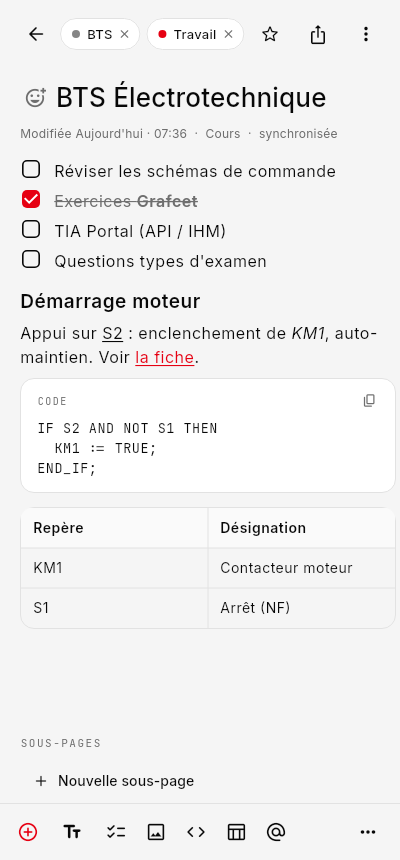 BTS
Travail
BTS Électrotechnique
Modifiée Aujourd'hui · 07:36 · Cours · synchronisée
Réviser les schémas de commande
Exercices Grafcet
TIA Portal (API / IHM)
Questions types d'examen
Démarrage moteur
Appui sur S2 : enclenchement de KM1, auto-
maintien. Voir la fiche.
CODE
IF S2 AND NOT S1 THEN
  KM1 := TRUE;
END_IF;
Repère Désignation
KM1 Contacteur moteur
S1 Arrêt (NF)
SOUS-PAGES
Nouvelle sous-page